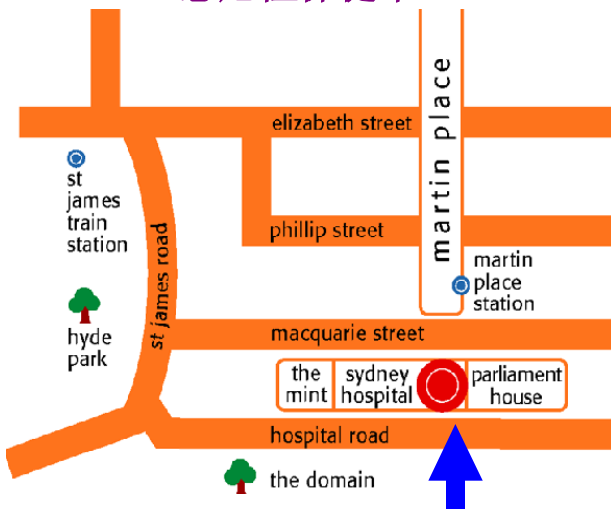 elizabeth street
martin place
st
james
train
station
phillip street
st james road
martin
place
station
hyde
park
macquarie street
the
mint
sydney
hospital
parliament
house
hospital road
the domain